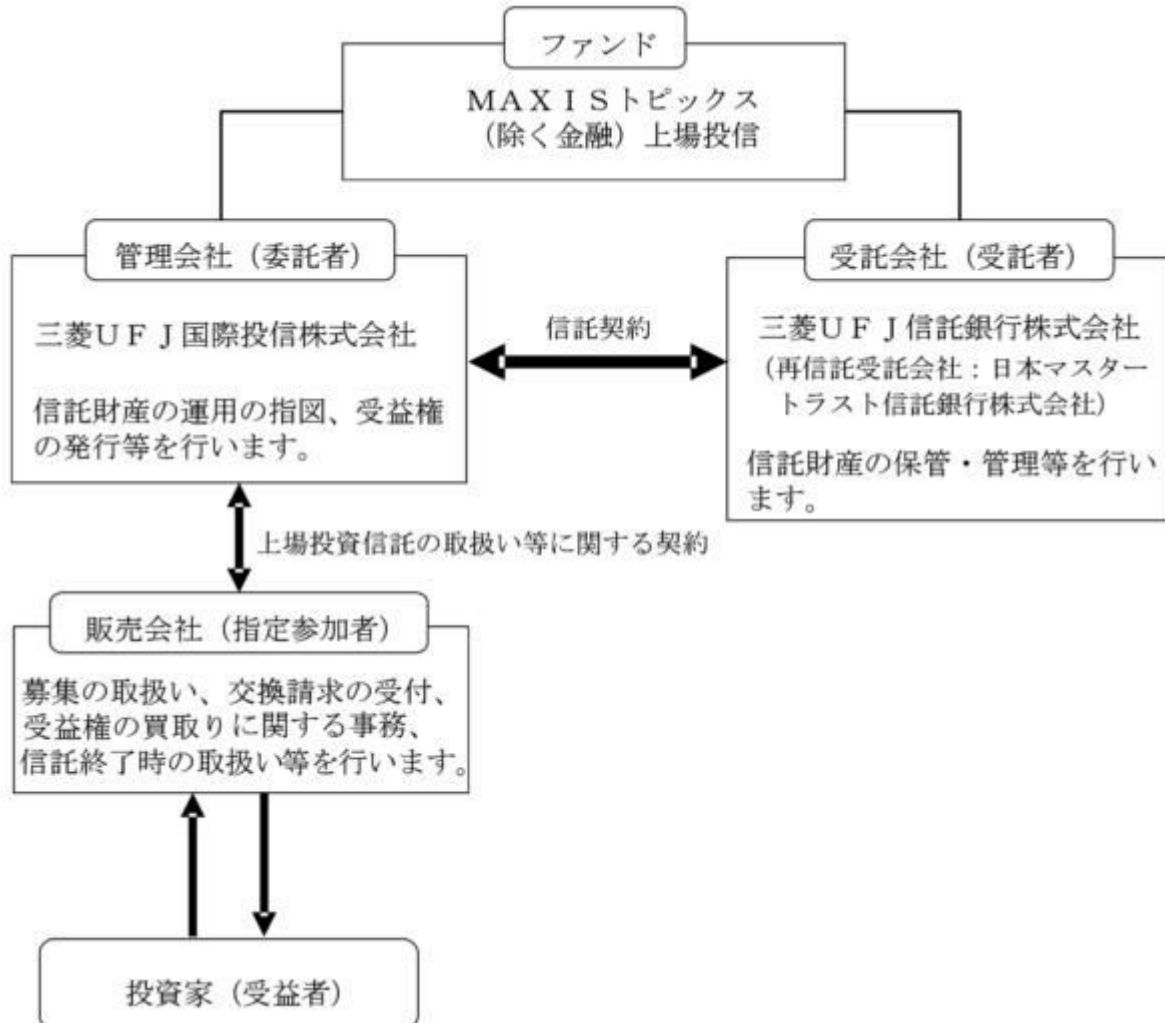 ファンド
MAXISトピックス
(除く金融)上場投信
管理会社(委託者)
三菱UFJ国際投信株式会社
信託財産の運用の指図、受益権
の発行等を行います。
信託契約
受託会社(受託者)
三菱UFJ信託銀行株式会社
(再信託受託会社:日本マスター
トラスト信託銀行株式会社)
信託財産の保管・管理等を行い
ます。
上場投資信託の取扱い等に関する契約
販売会社(指定参加者)
募集の取扱い、交換請求の受付、
受益権の買取りに関する事務、
信託終了時の取扱い等を行います。
投資家(受益者)